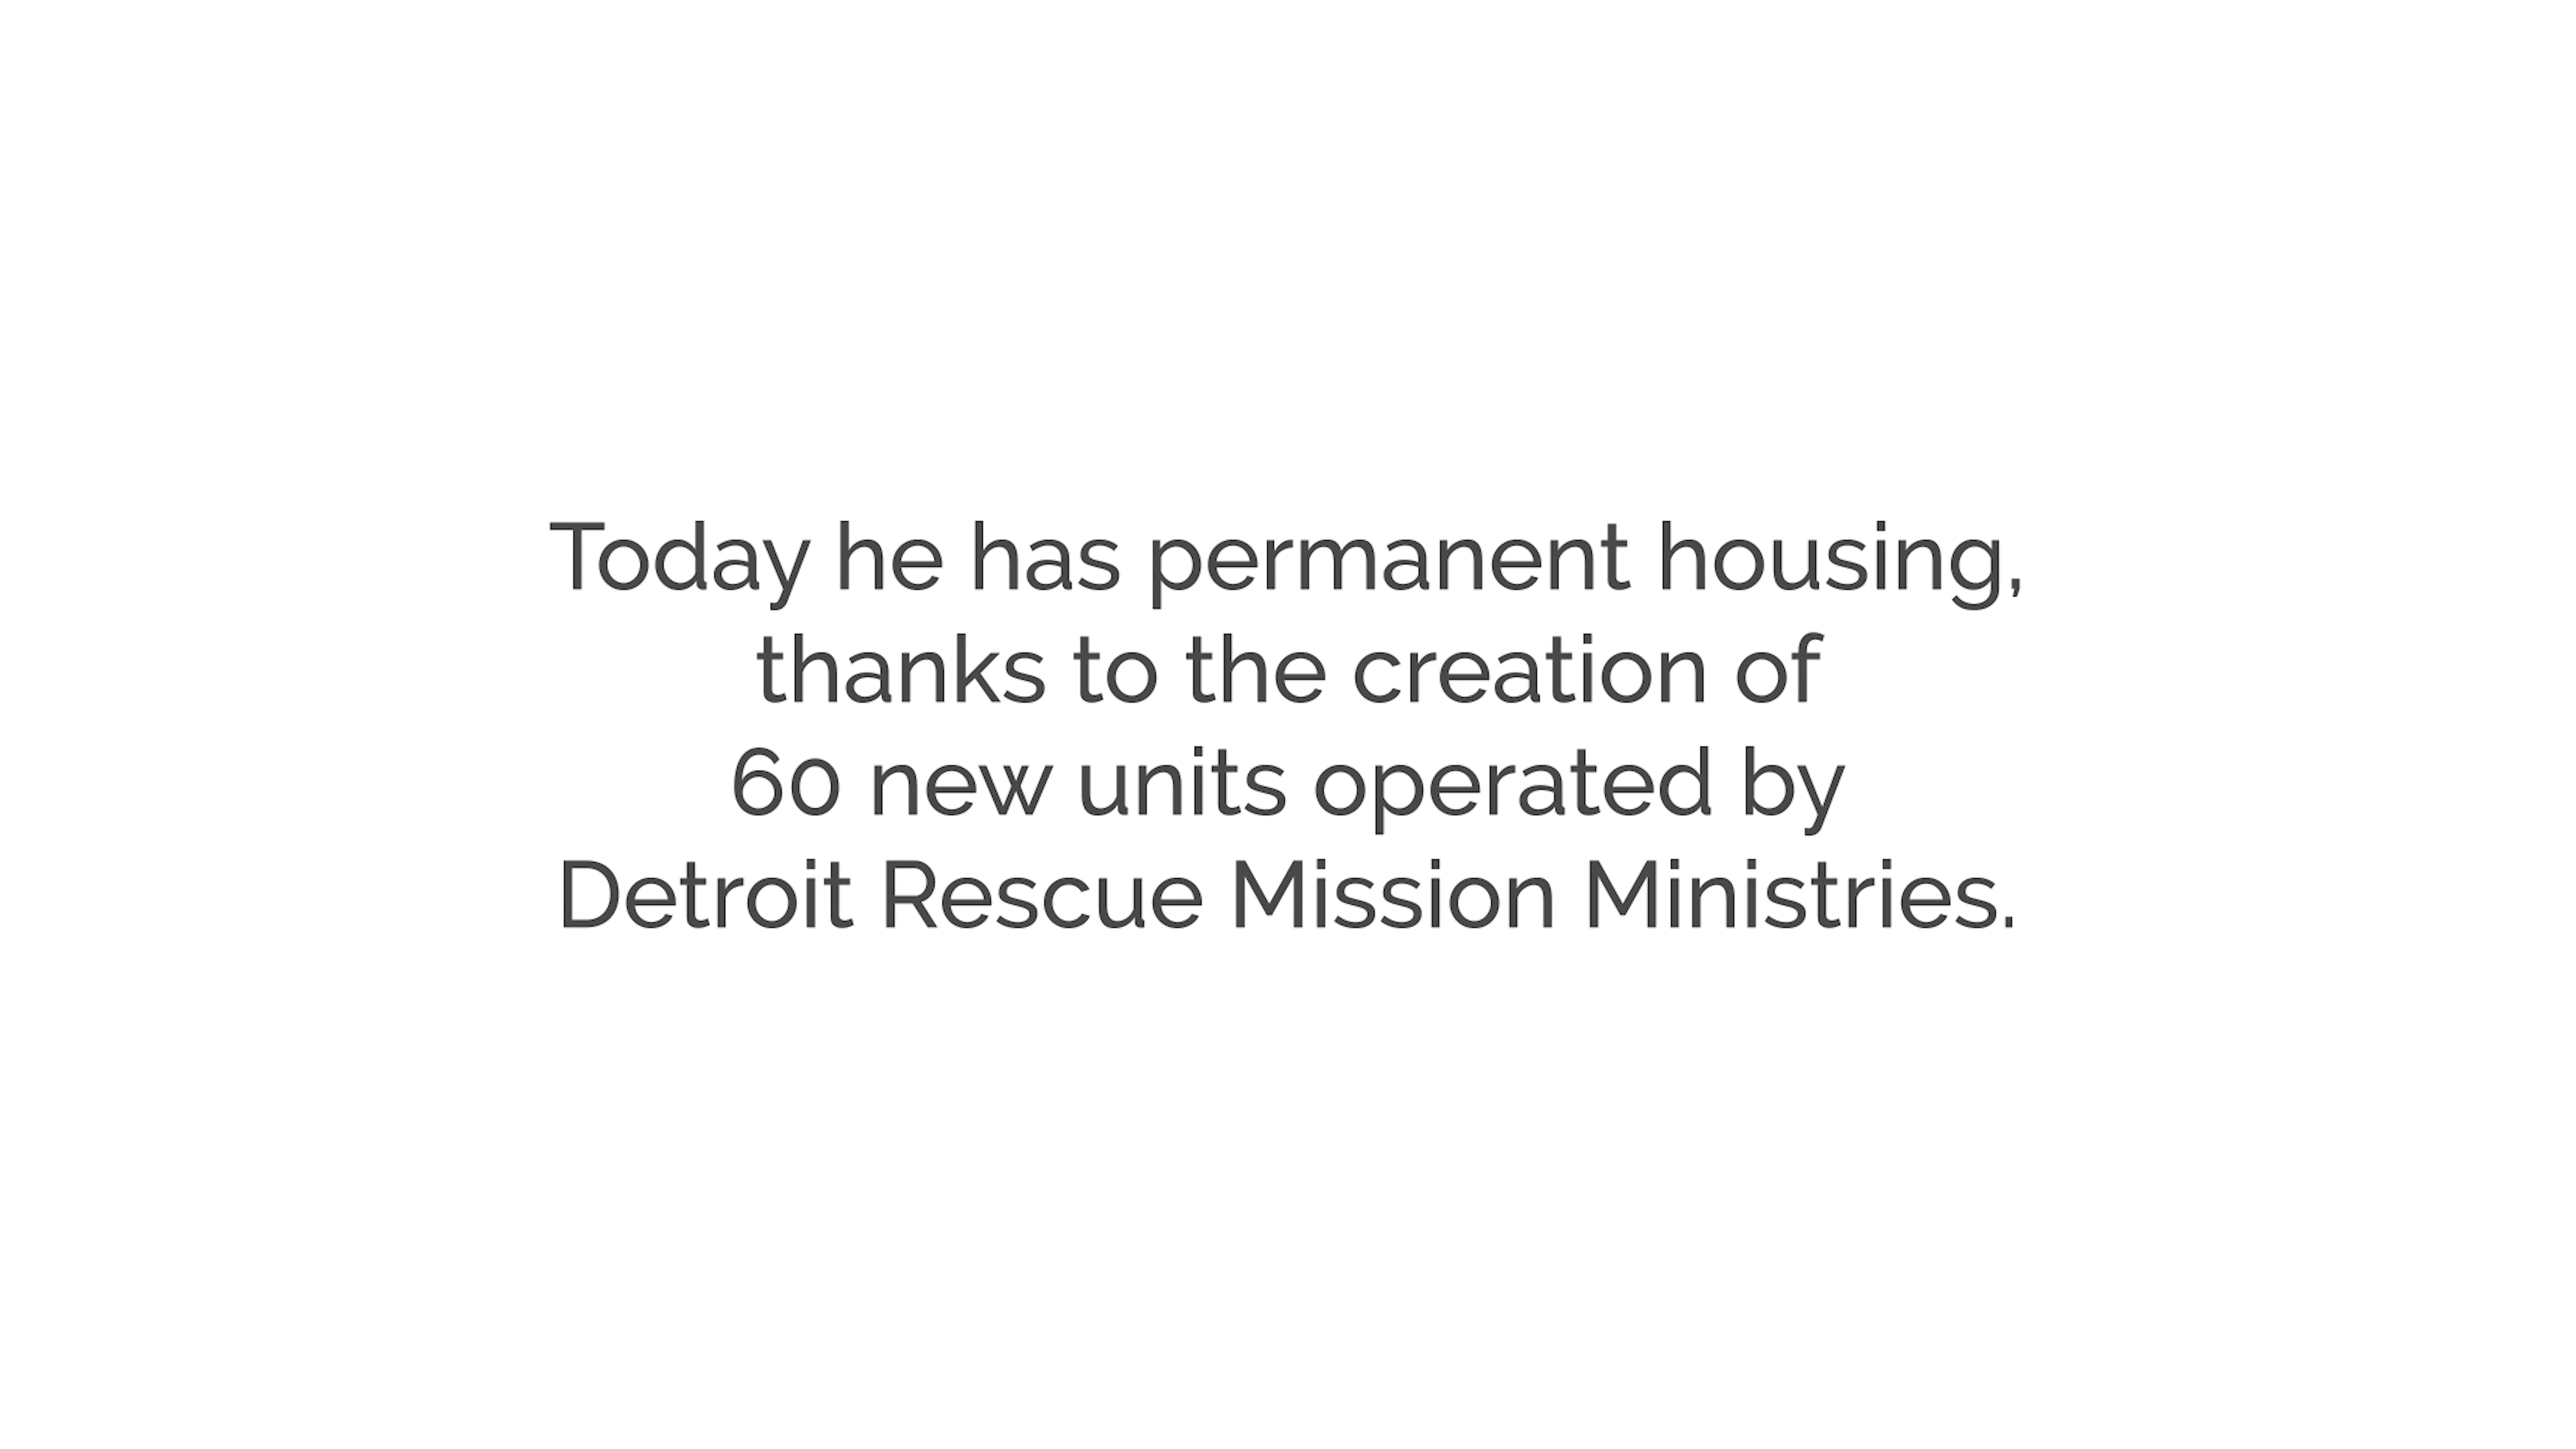 Today he has permanent housing,
thanks to the creation of
60 new units operated by
Detroit Rescue Mission Ministries.